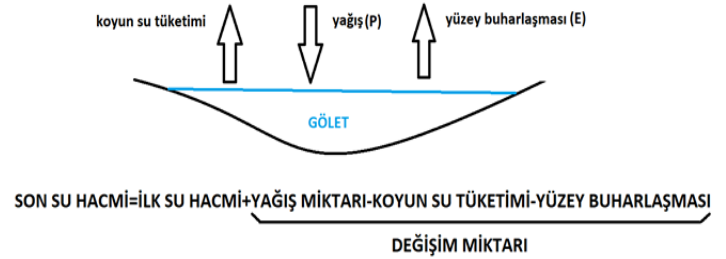 koyun su tüketimi yağış(P) yüzey buharlaşması (E)
GÖLET
SON SU HACMİ=İLK SU HACMİ+YAĞIŞ MİKTARI-KOYUN SU TÜKETİMİ-YÜZEY BUHARLAŞMASI
DEĞİŞİM MİKTARI